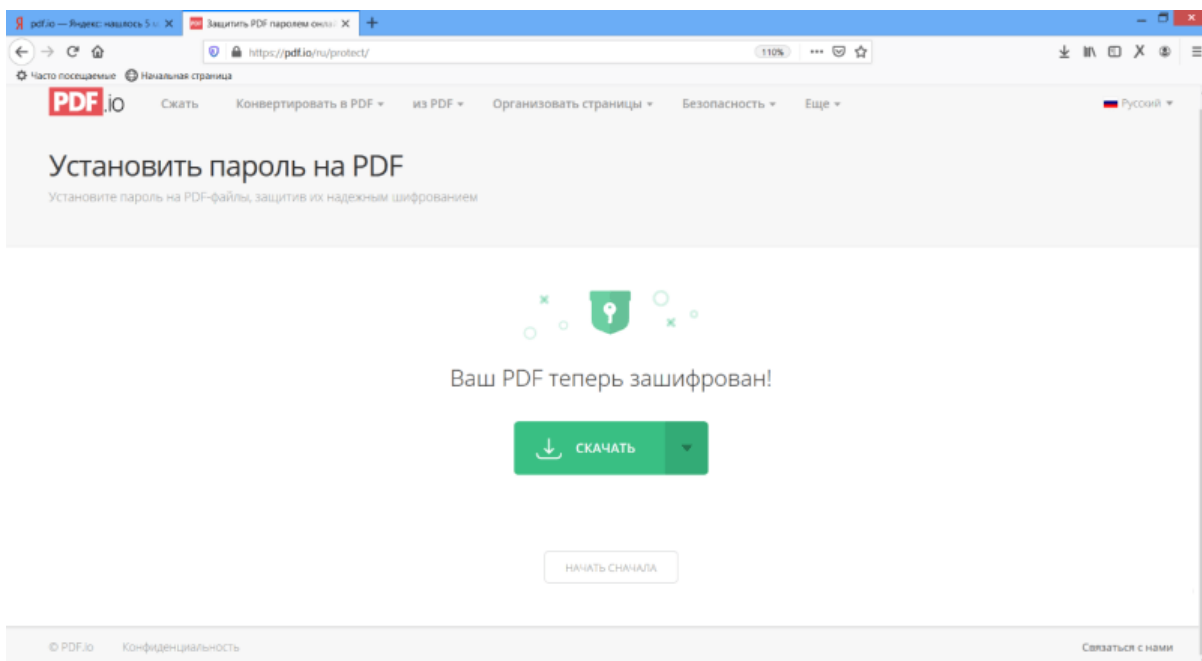 pdf.io — Яндекс: нашлось 5
Защитить PDF паролем онла
https://pdf.io/ru/protect/
110%
Часто посещаемые Начальная страница
PDF.io Сжать Конвертировать в PDF из PDF Организовать страницы Безопасность Еще Русский
Установить пароль на PDF
Установите пароль на PDF-файлы, защитив их надежным шифрованием
Ваш PDF теперь зашифрован!
СКАЧАТЬ
НАЧАТЬ СНАЧАЛА
© PDF.io Конфиденциальность Связаться с нами